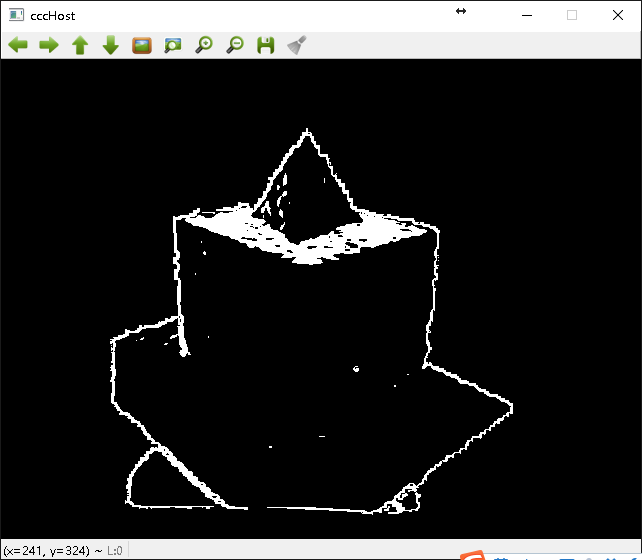 cccHost
(x=241, y=324) ~ L:0